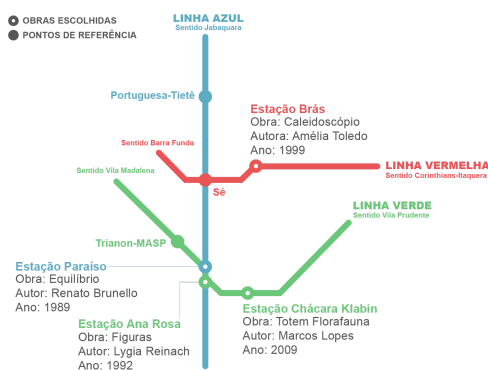 OBRAS ESCOLHIDAS
PONTOS DE REFERÊNCIA
LINHA AZUL
Sentido Jabaquara
Portuguesa-Tietê
Estação Brás
Obra: Caleidoscópio
Autora: Amélia Toledo
Ano: 1999
Sentido Barra Funda
Sentido Vila Madalena
LINHA VERMELHA
Sentido Corinthians-Itaquera
Sé
LINHA VERDE
Sentido Vila Prudente
Trianon-MASP
Estação Paraíso
Obra: Equilíbrio
Autor: Renato Brunello
Ano: 1989
Estação Ana Rosa
Obra: Figuras
Autor: Lygia Reinach
Ano: 1992
Estação Chácara Klabin
Obra: Totem Florafauna
Autor: Marcos Lopes
Ano: 2009